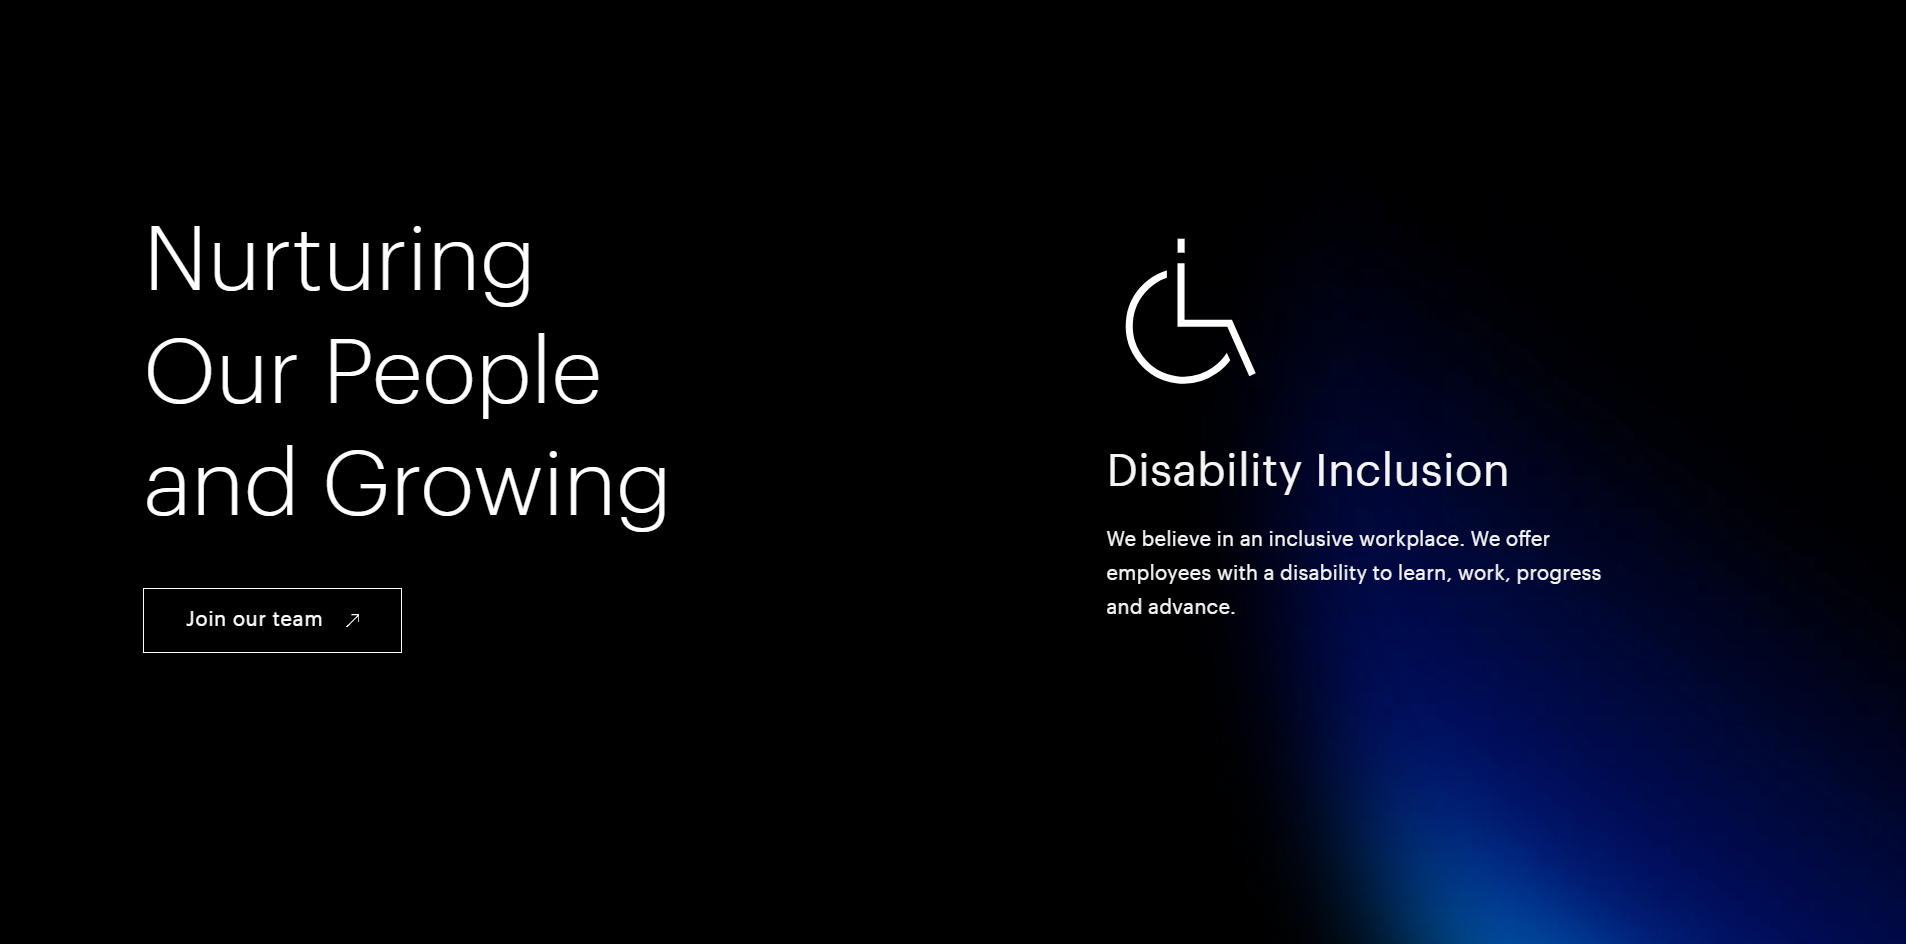 Nurturing
Our People
and Growing
Join our team
Disability Inclusion
We believe in an inclusive workplace. We offer
employees with a disability to learn, work, progress
and advance.